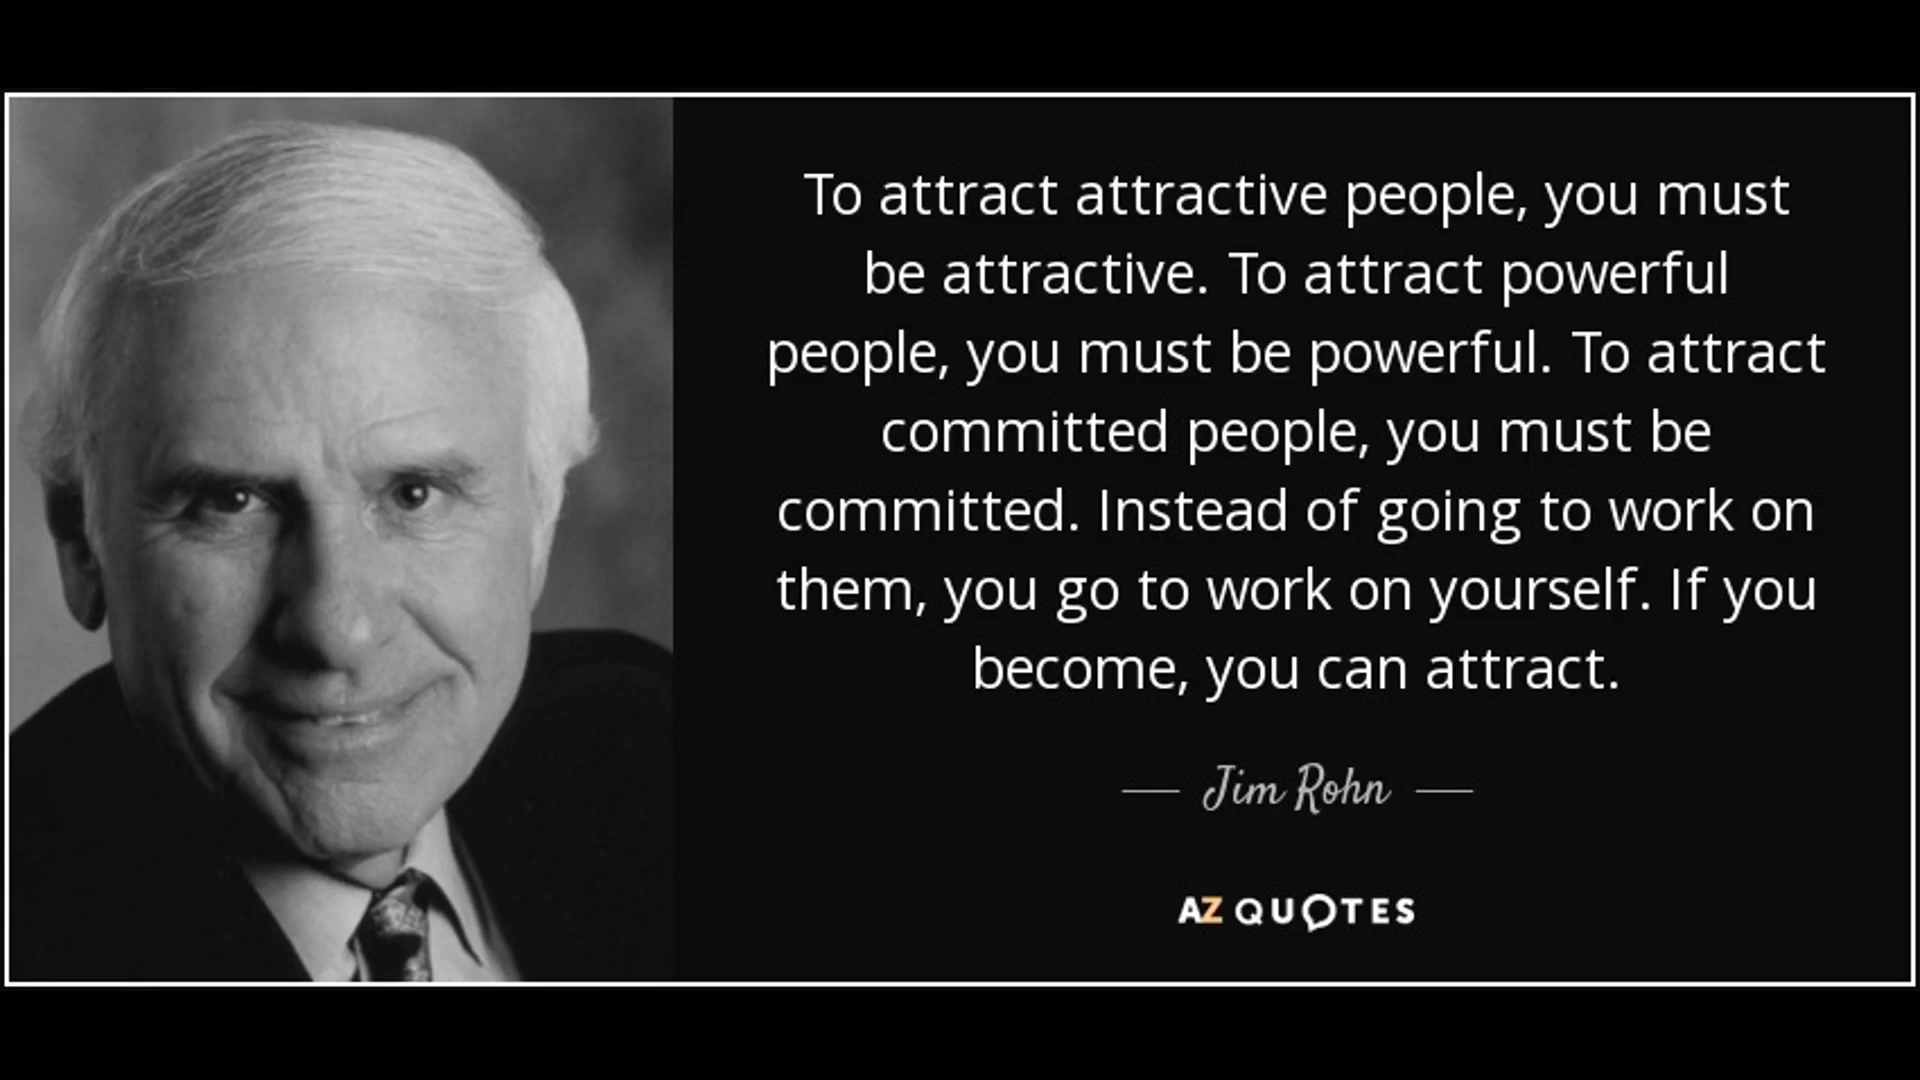 To attract attractive people, you must
be attractive. To attract powerful
people, you must be powerful. To attract
committed people, you must be
committed. Instead of going to work on
them, you go to work on yourself. If you
become, you can attract.
Jim Rohn
AZ QUOTES